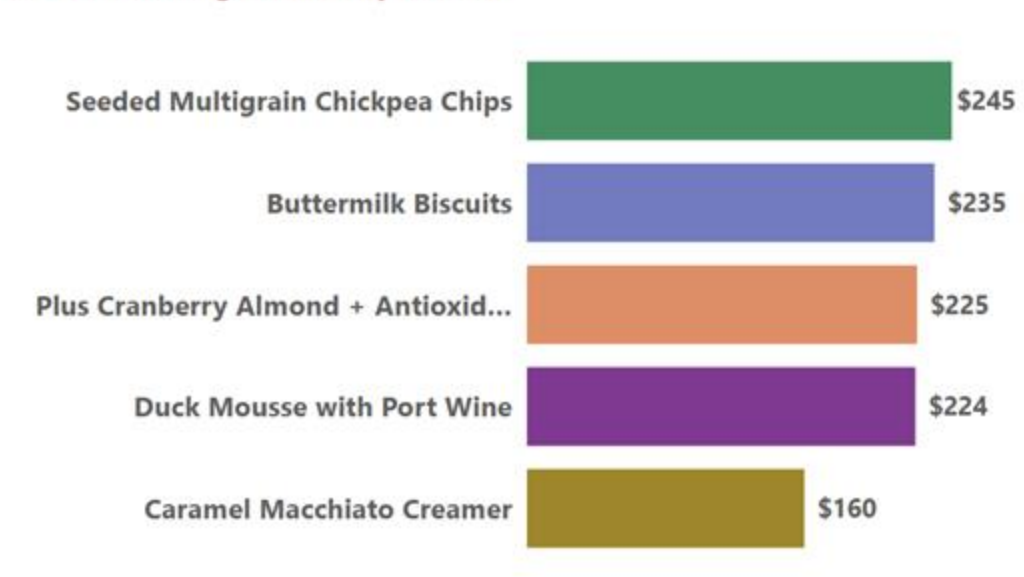 Seeded Multigrain Chickpea Chips $245
Buttermilk Biscuits $235
Plus Cranberry Almond + Antioxid... $225
Duck Mousse with Port Wine $224
Caramel Macchiato Creamer $160